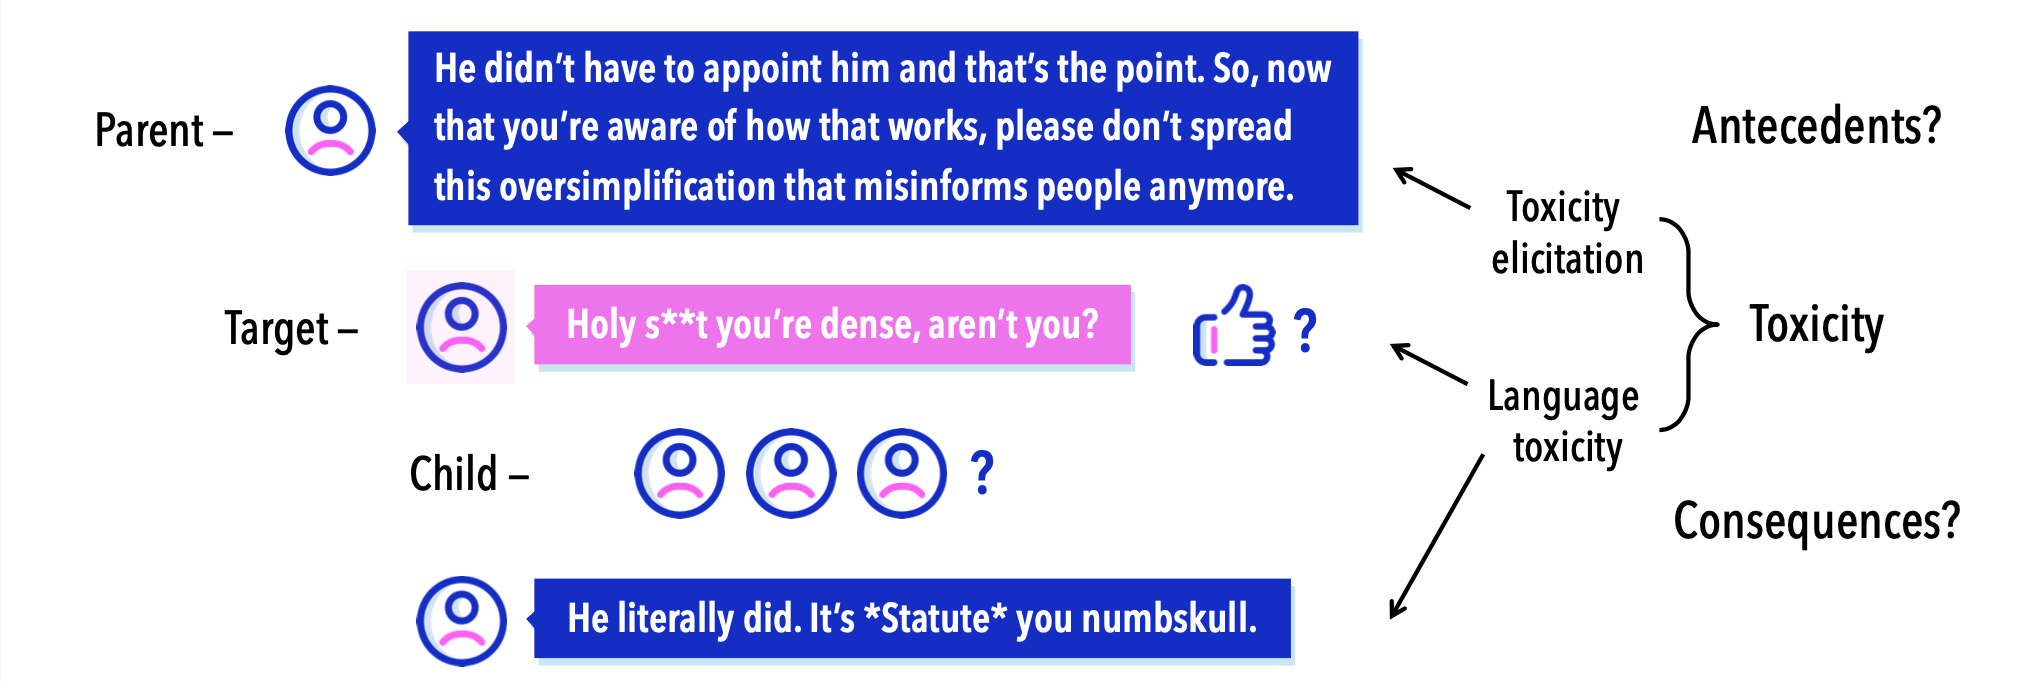 Parent –
He didn't have to appoint him and that's the point. So, now
that you're aware of how that works, please don't spread
this oversimplification that misinforms people anymore.
Antecedents?
Toxicity
elicitation
Target –
Holy s**t you're dense, aren't you?
?
Toxicity
Language
toxicity
Child –
?
Consequences?
He literally did. It's *Statute* you numbskull.